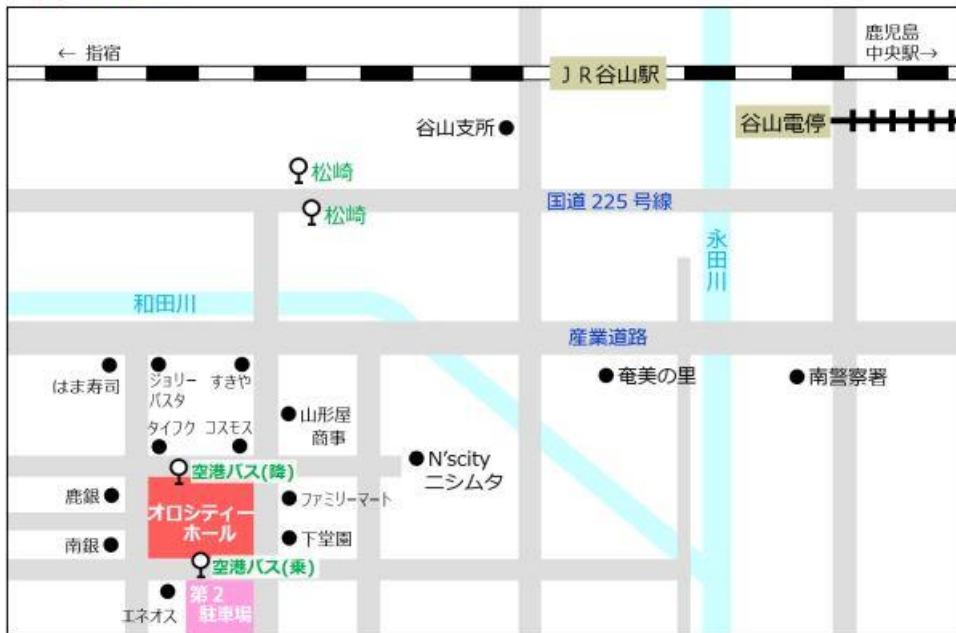 ← 指宿
鹿児島
中央駅→
ＪＲ谷山駅
谷山支所
谷山電停
松崎
松崎
国道 225 号線
永田川
和田川
産業道路
はま寿司
ジョリー
パスタ
すきや
奄美の里
南警察署
タイフク
コスモス
山形屋
商事
N'scity
ニシムタ
空港バス(降)
鹿銀
オロシティー
ホール
ファミリーマート
南銀
下堂園
空港バス(乗)
エネオス
第２
駐車場